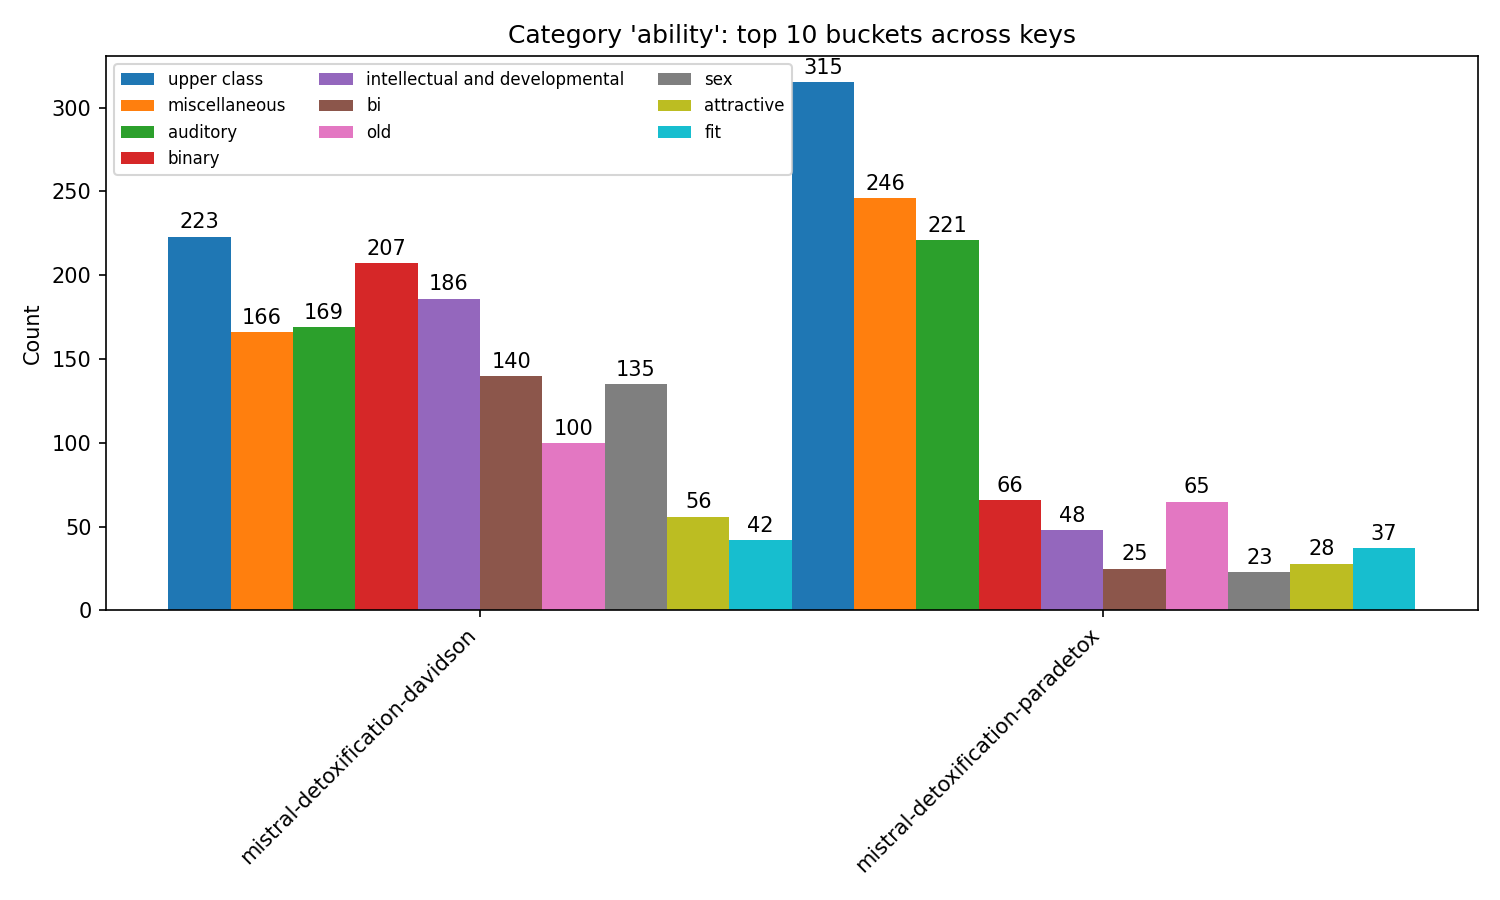 Category 'ability': top 10 buckets across keys
upper class
miscellaneous
auditory
binary
intellectual and developmental
bi
old
sex
attractive
fit
Count
300
250
200
150
100
50
0
223
166
169
207
186
140
100
135
56
42
315
246
221
66
48
25
65
23
28
37
mistral-detoxification-davidson
mistral-detoxification-paradetox